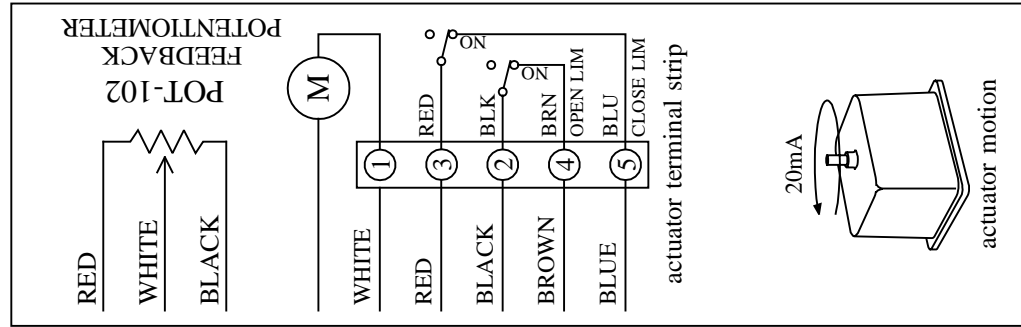 POT-102
FEEDBACK
POTENTIOMETER
RED
WHITE
BLACK
M
1
3
2
4
5
RED
BLK
BRN
OPEN LIM
BLU
CLOSE LIM
ON
ON
WHITE
RED
BLACK
BROWN
BLUE
actuator terminal strip
20mA
actuator motion